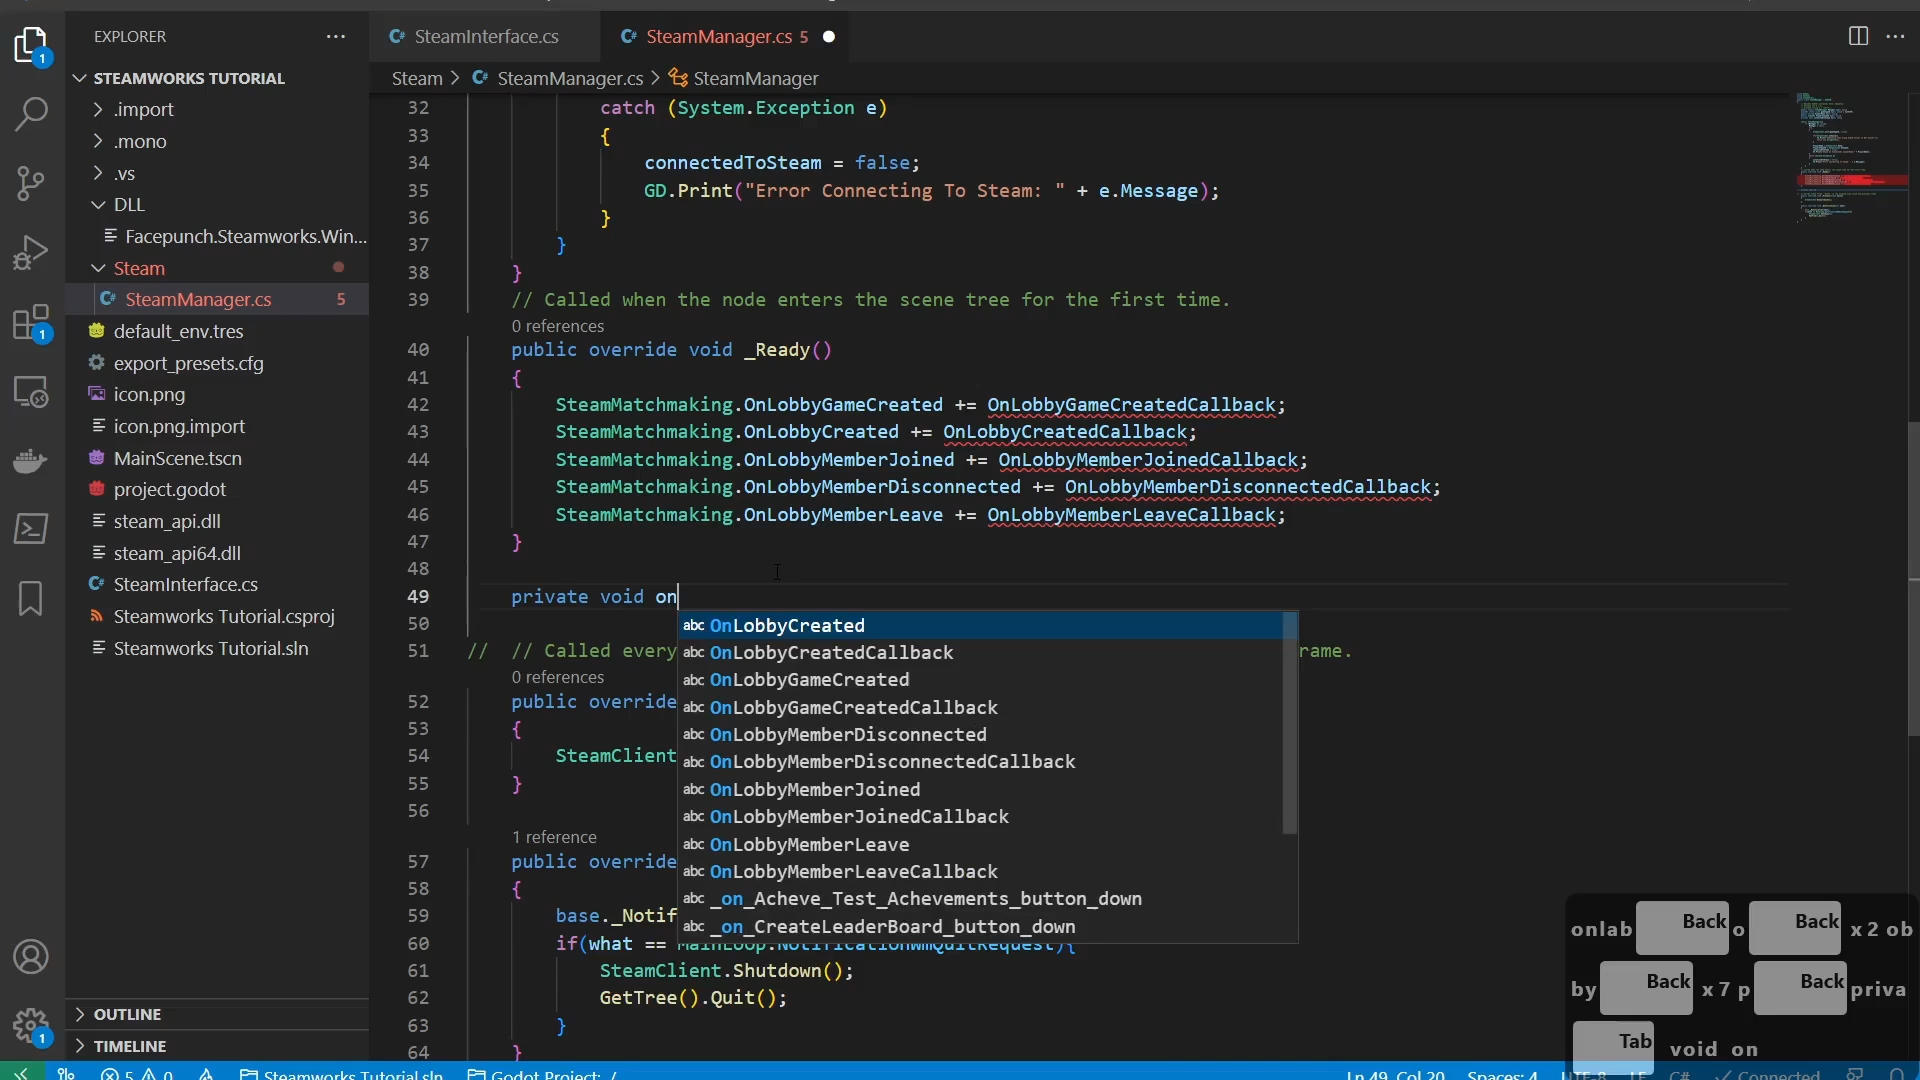 EXPLORER
SteamInterface.cs
SteamManager.cs 5
STEAMWORKS TUTORIAL
Steam > SteamManager.cs > SteamManager
.import
.mono
.vs
DLL
Facepunch.Steamworks.Win...
Steam
SteamManager.cs 5
default_env.tres
export_presets.cfg
icon.png
icon.png.import
MainScene.tscn
project.godot
steam_api.dll
steam_api64.dll
SteamInterface.cs
Steamworks Tutorial.csproj
Steamworks Tutorial.sln
OUTLINE
TIMELINE
32 catch (System.Exception e)
33 {
34 connectedToSteam = false;
35 GD.Print("Error Connecting To Steam: " + e.Message);
36 }
37 }
38 }
39 // Called when the node enters the scene tree for the first time.
0 references
40 public override void _Ready()
41 {
42 SteamMatchmaking.OnLobbyGameCreated += OnLobbyGameCreatedCallback;
43 SteamMatchmaking.OnLobbyCreated += OnLobbyCreatedCallback;
44 SteamMatchmaking.OnLobbyMemberJoined += OnLobbyMemberJoinedCallback;
45 SteamMatchmaking.OnLobbyMemberDisconnected += OnLobbyMemberDisconnectedCallback;
46 SteamMatchmaking.OnLobbyMemberLeave += OnLobbyMemberLeaveCallback;
47 }
48
49 private void on
50
51 // // Called every rame.
0 references
52 public override
53 {
54 SteamClient
55 }
56
1 reference
57 public override
58 {
59 base._Notif
60 if(what == MainLoop.NotificationWmQuitRequest){
61 SteamClient.Shutdown();
62 GetTree().Quit();
63 }
64 }
abc OnLobbyCreated
abc OnLobbyCreatedCallback
abc OnLobbyGameCreated
abc OnLobbyGameCreatedCallback
abc OnLobbyMemberDisconnected
abc OnLobbyMemberDisconnectedCallback
abc OnLobbyMemberJoined
abc OnLobbyMemberJoinedCallback
abc OnLobbyMemberLeave
abc OnLobbyMemberLeaveCallback
abc _on_Acheve_Test_Achevements_button_down
abc _on_CreateLeaderBoard_button_down
onlab Back o Back x 2 ob
by Back x 7 p Back priva
Tab void on
5 0 Steamworks Tutorial.sln Godot Project: / Ln 49, Col 20 Spaces: 4 UTF-8 LF C# Connected